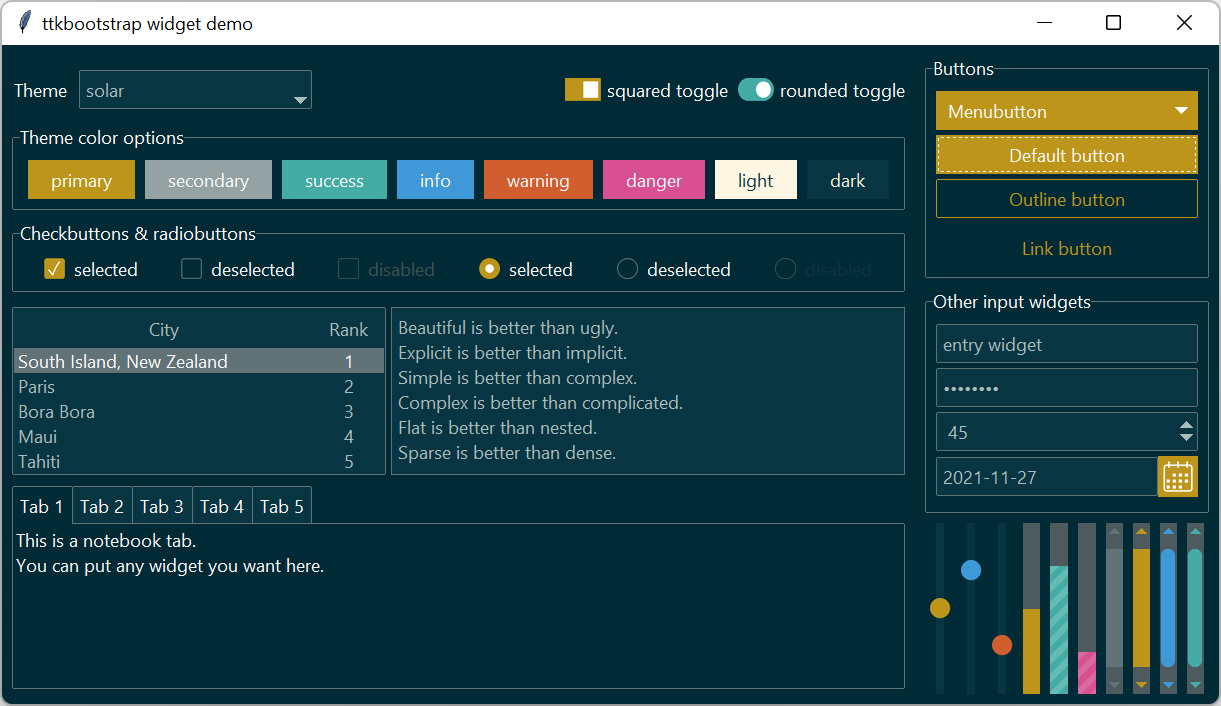 ttkbootstrap widget demo
Theme solar squared toggle rounded toggle
Theme color options
primary secondary success info warning danger light dark
Checkbuttons & radiobuttons
selected deselected disabled selected deselected disabled
City Rank
South Island, New Zealand 1
Paris 2
Bora Bora 3
Maui 4
Tahiti 5
Beautiful is better than ugly.
Explicit is better than implicit.
Simple is better than complex.
Complex is better than complicated.
Flat is better than nested.
Sparse is better than dense.
Tab 1 Tab 2 Tab 3 Tab 4 Tab 5
This is a notebook tab.
You can put any widget you want here.
Buttons
Menubutton
Default button
Outline button
Link button
Other input widgets
entry widget
••••••••
45
2021-11-27